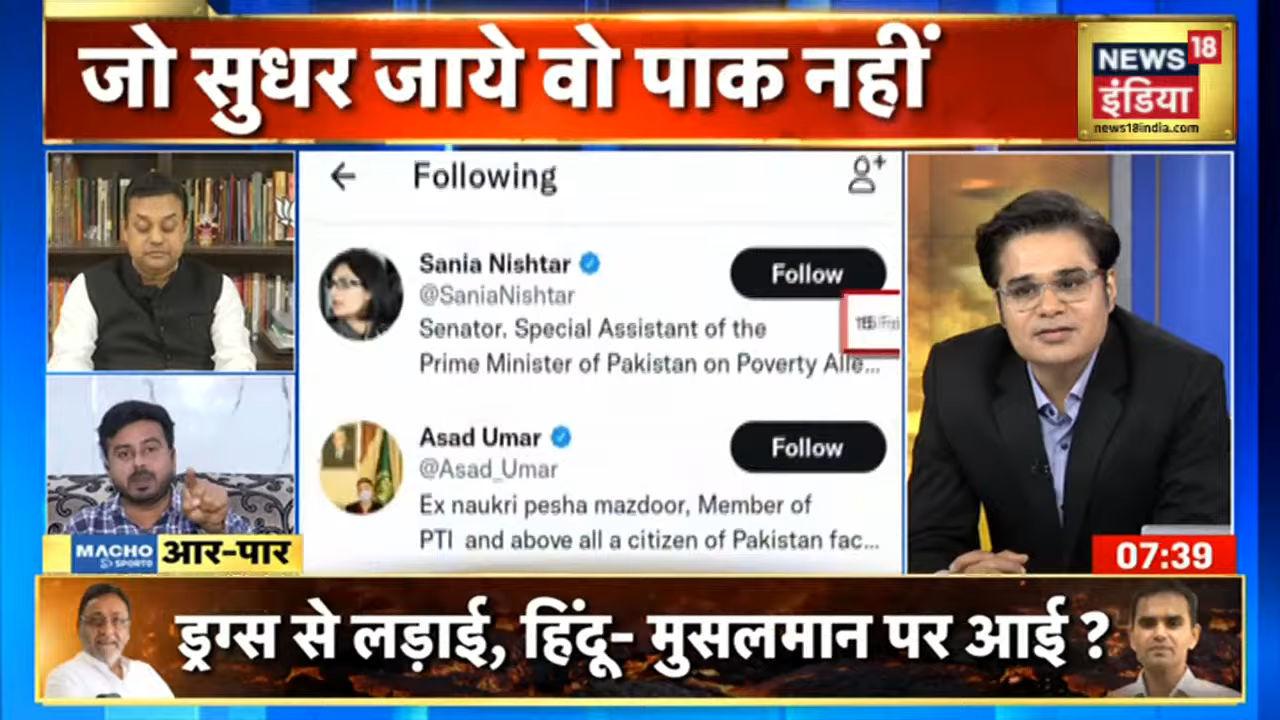 जो सुधर जाये वो पाक नहीं
NEWS 18
इंडिया
news18india.com
Following
Sania Nishtar
@SaniaNishtar
Follow
Senator. Special Assistant of the
Prime Minister of Pakistan on Poverty Alle...
Asad Umar
@Asad_Umar
Follow
Ex naukri pesha mazdoor, Member of
PTI and above all a citizen of Pakistan fac...
MACHO
SPORTO
आर-पार
07:39
ड्रग्स से लड़ाई, हिंदू- मुसलमान पर आई ?